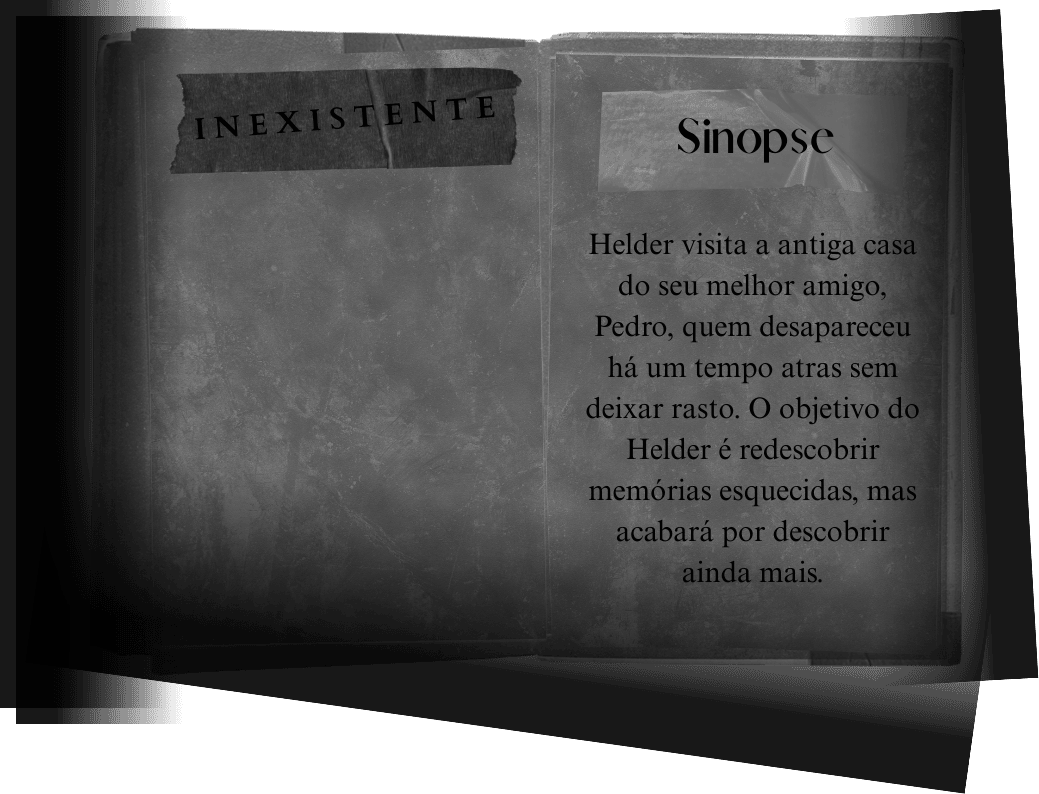 INEXISTENTE
Sinopse
Helder visita a antiga casa
do seu melhor amigo,
Pedro, quem desapareceu
há um tempo atras sem
deixar rasto. O objetivo do
Helder é redescobrir
memórias esquecidas, mas
acabará por descobrir
ainda mais.